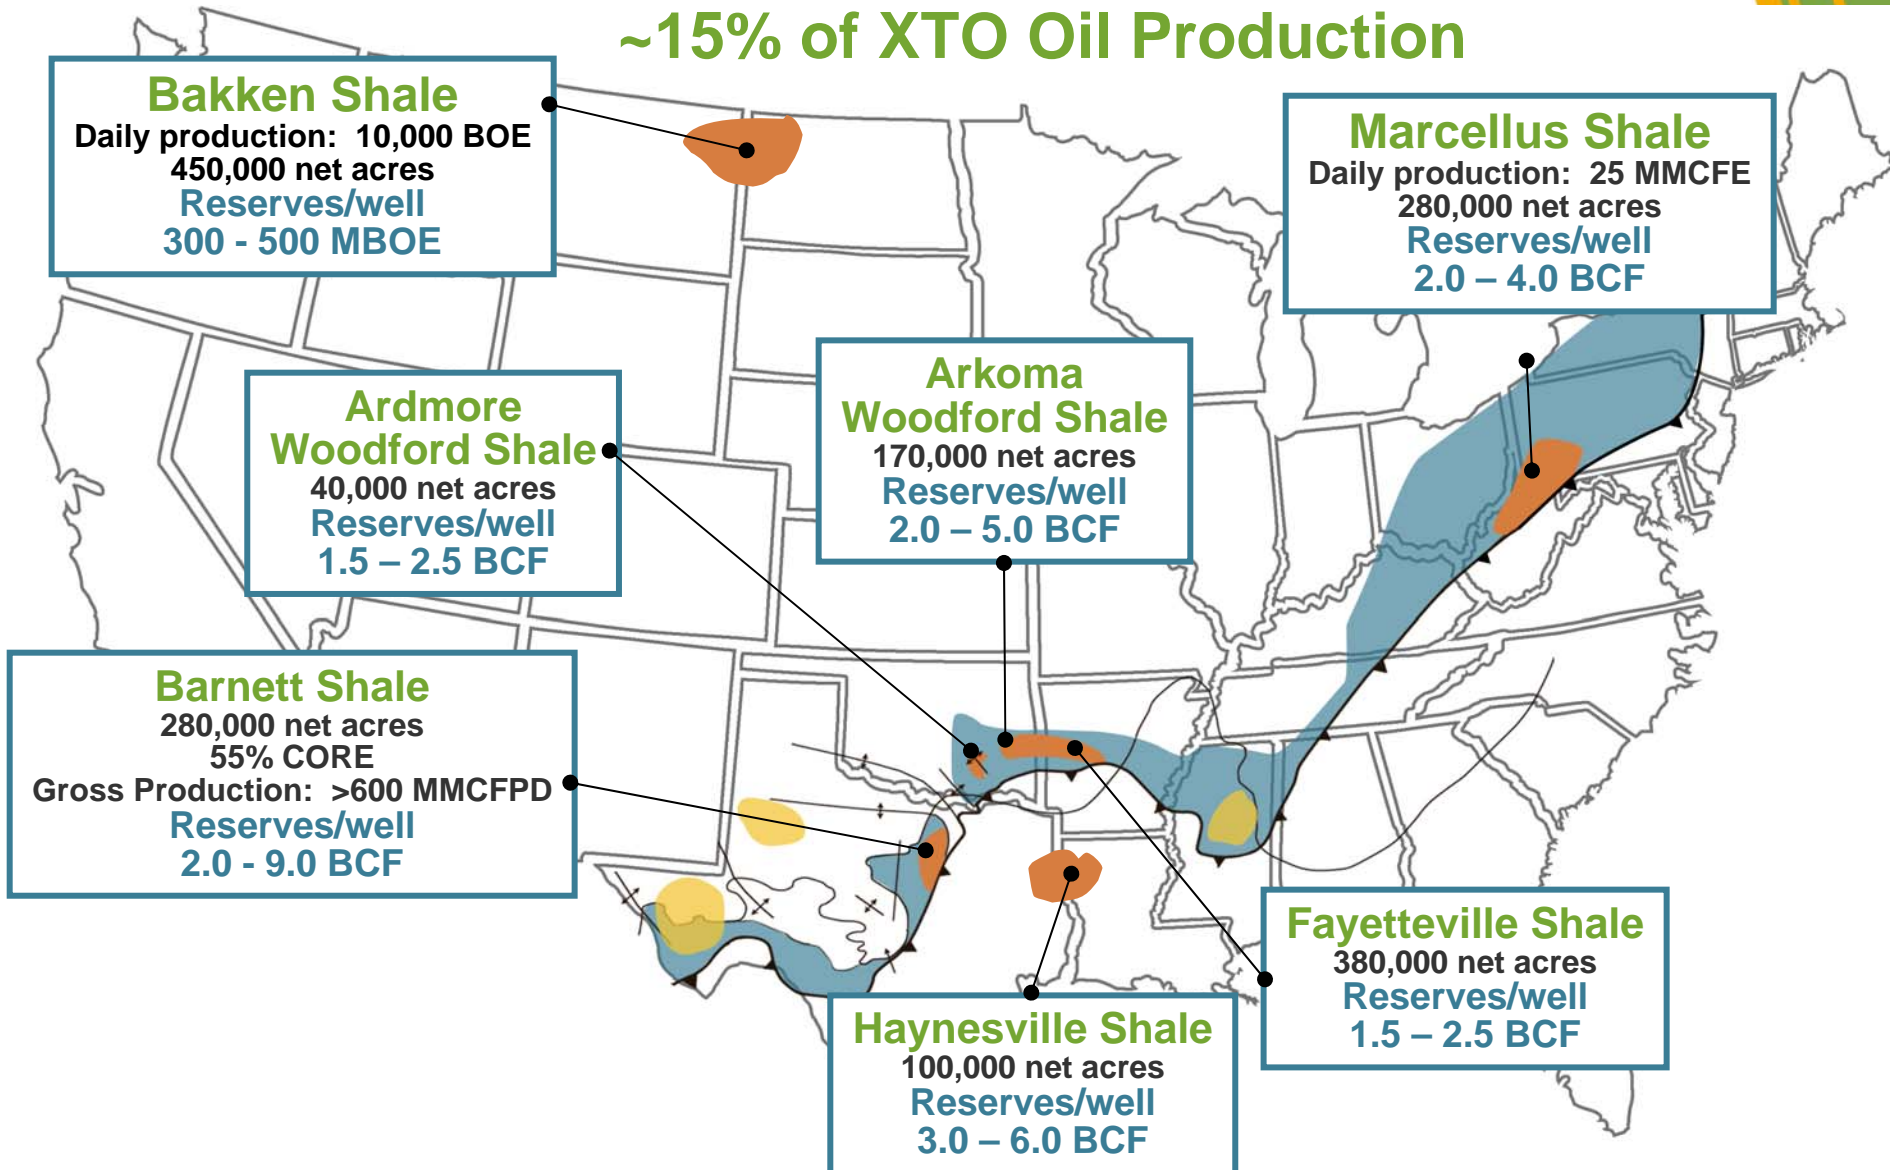 ~15% of XTO Oil Production
Bakken Shale
Daily production: 10,000 BOE
450,000 net acres
Reserves/well
300 - 500 MBOE
Marcellus Shale
Daily production: 25 MMCFE
280,000 net acres
Reserves/well
2.0 – 4.0 BCF
Arkoma
Woodford Shale
170,000 net acres
Reserves/well
2.0 – 5.0 BCF
Ardmore
Woodford Shale
40,000 net acres
Reserves/well
1.5 – 2.5 BCF
Barnett Shale
280,000 net acres
55% CORE
Gross Production: >600 MMCFPD
Reserves/well
2.0 - 9.0 BCF
Fayetteville Shale
380,000 net acres
Reserves/well
1.5 – 2.5 BCF
Haynesville Shale
100,000 net acres
Reserves/well
3.0 – 6.0 BCF